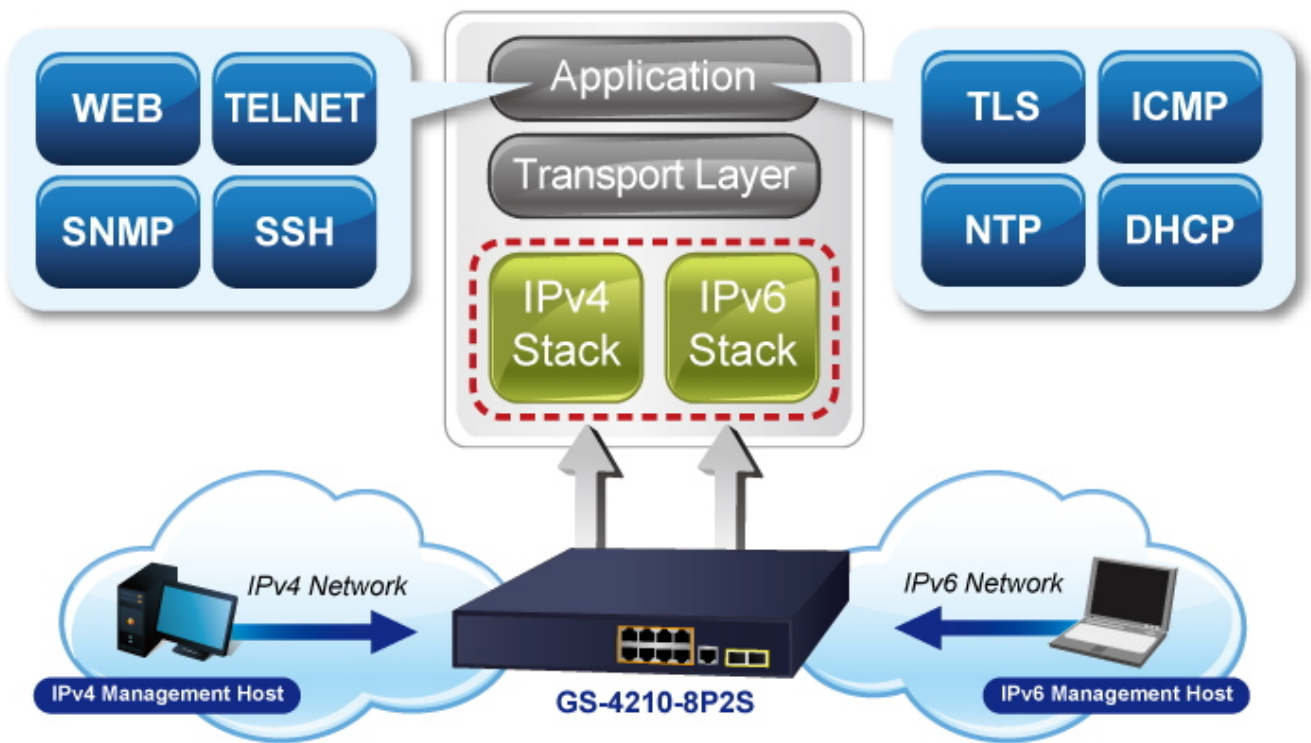 WEB
TELNET
SNMP
SSH
Application
Transport Layer
IPv4
Stack
IPv6
Stack
TLS
ICMP
NTP
DHCP
IPv4 Network
IPv4 Management Host
GS-4210-8P2S
IPv6 Network
IPv6 Management Host